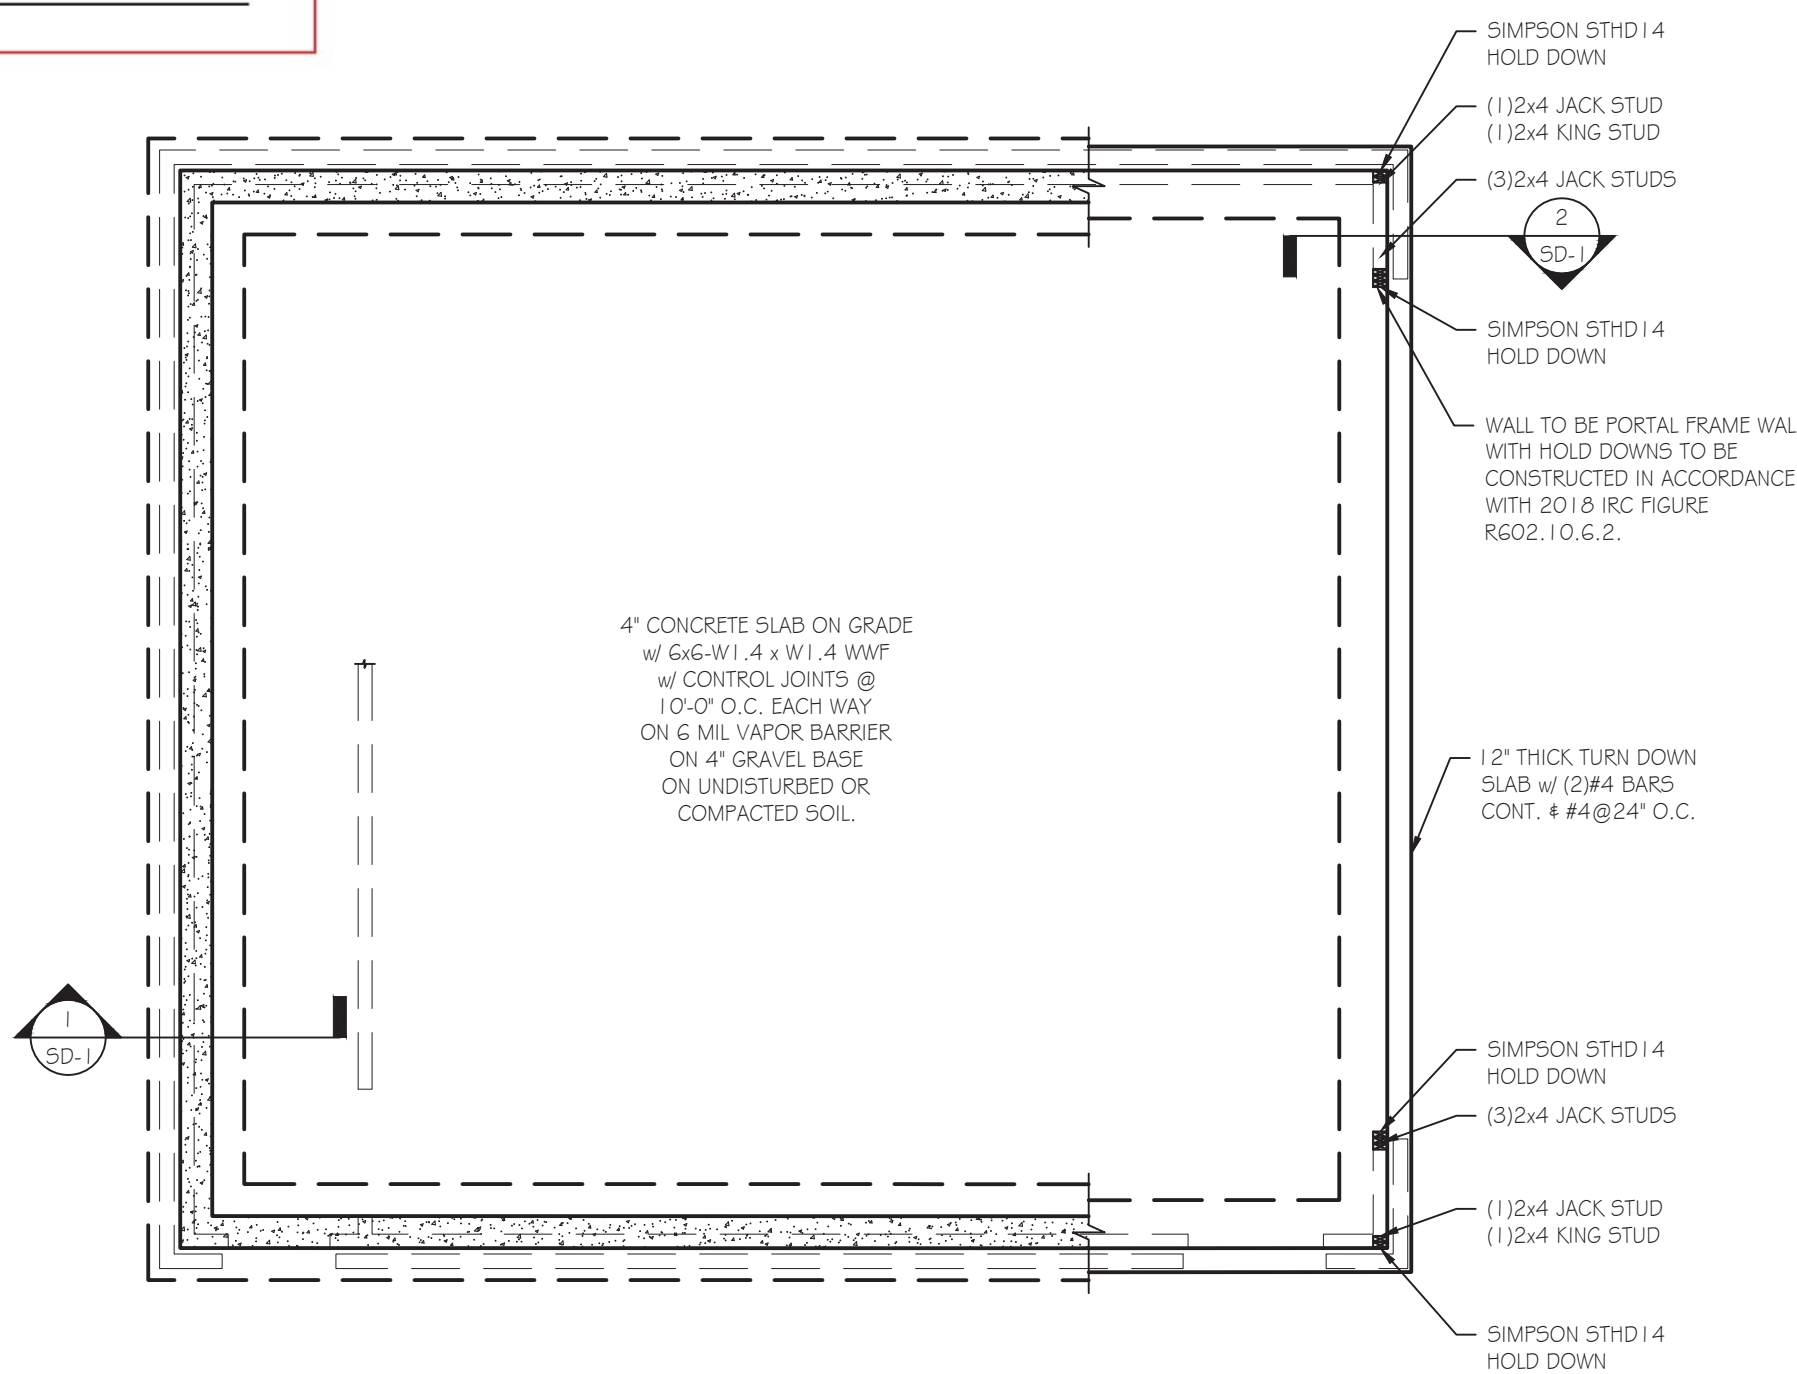 SIMPSON STHD14
HOLD DOWN
(1)2x4 JACK STUD
(1)2x4 KING STUD
(3)2x4 JACK STUDS
2
SD-1
SIMPSON STHD14
HOLD DOWN
WALL TO BE PORTAL FRAME WAL
WITH HOLD DOWNS TO BE
CONSTRUCTED IN ACCORDANCE
WITH 2018 IRC FIGURE
R602.10.6.2.
4" CONCRETE SLAB ON GRADE
w/ 6x6-W1.4 x W1.4 WWF
w/ CONTROL JOINTS @
10'-0" O.C. EACH WAY
ON 6 MIL VAPOR BARRIER
ON 4" GRAVEL BASE
ON UNDISTURBED OR
COMPACTED SOIL.
12" THICK TURN DOWN
SLAB w/ (2)#4 BARS
CONT. & #4@24" O.C.
1
SD-1
SIMPSON STHD14
HOLD DOWN
(3)2x4 JACK STUDS
(1)2x4 JACK STUD
(1)2x4 KING STUD
SIMPSON STHD14
HOLD DOWN